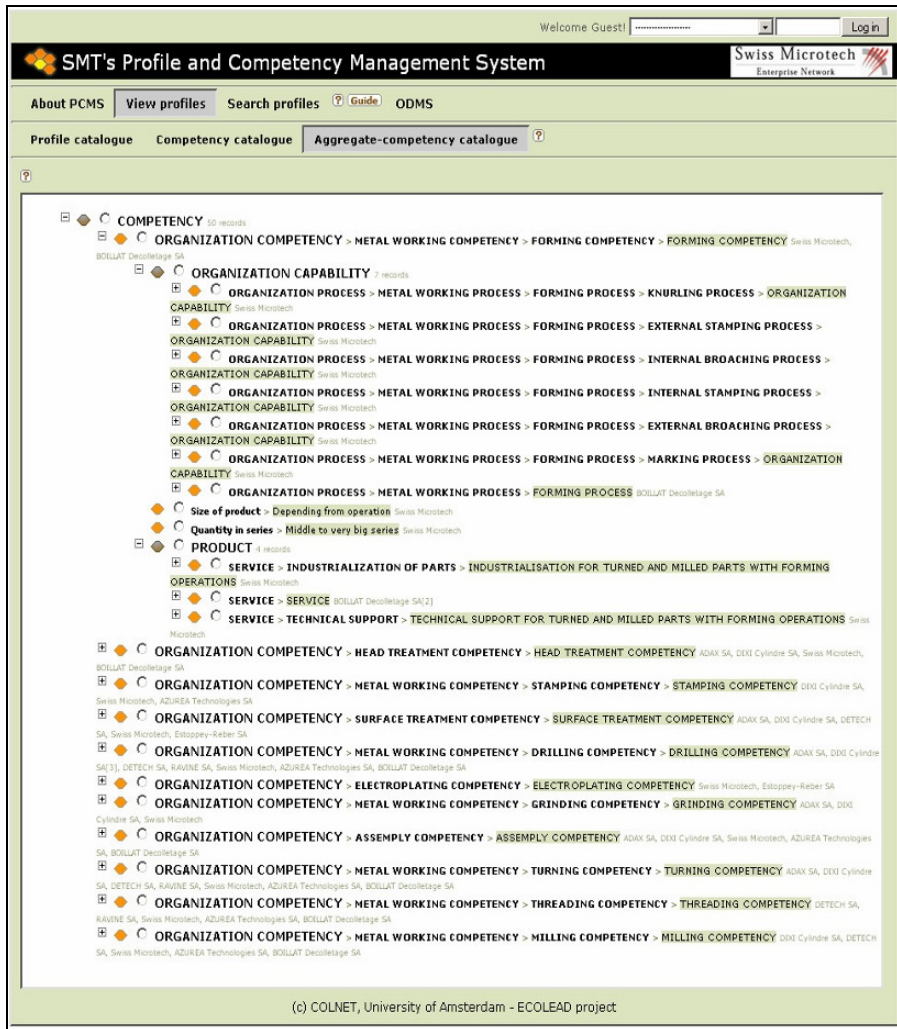 Welcome Guest! -------------------- Log in
SMT's Profile and Competency Management System
Swiss Microtech
Enterprise Network
About PCMS View profiles Search profiles ? Guide ODMS
Profile catalogue Competency catalogue Aggregate-competency catalogue ?
?
COMPETENCY 50 records
ORGANIZATION COMPETENCY > METAL WORKING COMPETENCY > FORMING COMPETENCY > FORMING COMPETENCY Swiss Microtech,
BOILLAT Decolletage SA
ORGANIZATION CAPABILITY 7 records
ORGANIZATION PROCESS > METAL WORKING PROCESS > FORMING PROCESS > KNURLING PROCESS > ORGANIZATION
CAPABILITY Swiss Microtech
ORGANIZATION PROCESS > METAL WORKING PROCESS > FORMING PROCESS > EXTERNAL STAMPING PROCESS >
ORGANIZATION CAPABILITY Swiss Microtech
ORGANIZATION PROCESS > METAL WORKING PROCESS > FORMING PROCESS > INTERNAL BROACHING PROCESS >
ORGANIZATION CAPABILITY Swiss Microtech
ORGANIZATION PROCESS > METAL WORKING PROCESS > FORMING PROCESS > INTERNAL STAMPING PROCESS >
ORGANIZATION CAPABILITY Swiss Microtech
ORGANIZATION PROCESS > METAL WORKING PROCESS > FORMING PROCESS > EXTERNAL BROACHING PROCESS >
ORGANIZATION CAPABILITY Swiss Microtech
ORGANIZATION PROCESS > METAL WORKING PROCESS > FORMING PROCESS > MARKING PROCESS > ORGANIZATION
CAPABILITY Swiss Microtech
ORGANIZATION PROCESS > METAL WORKING PROCESS > FORMING PROCESS BOILLAT Decolletage SA
Size of product > Depending from operation Swiss Microtech
Quantity in series > Middle to very big series Swiss Microtech
PRODUCT 4 records
SERVICE > INDUSTRIALIZATION OF PARTS > INDUSTRIALISATION FOR TURNED AND MILLED PARTS WITH FORMING
OPERATIONS Swiss Microtech
SERVICE > SERVICE BOILLAT Decolletage SA[2]
SERVICE > TECHNICAL SUPPORT > TECHNICAL SUPPORT FOR TURNED AND MILLED PARTS WITH FORMING OPERATIONS Swiss
Microtech
ORGANIZATION COMPETENCY > HEAD TREATMENT COMPETENCY > HEAD TREATMENT COMPETENCY ADAX SA, DIXI Cylindre SA, Swiss Microtech,
BOILLAT Decolletage SA
ORGANIZATION COMPETENCY > METAL WORKING COMPETENCY > STAMPING COMPETENCY > STAMPING COMPETENCY DIXI Cylindre SA,
Swiss Microtech, AZUREA Technologies SA
ORGANIZATION COMPETENCY > SURFACE TREATMENT COMPETENCY > SURFACE TREATMENT COMPETENCY ADAX SA, DIXI Cylindre SA, DETECH
SA, Swiss Microtech, Estoppey-Reber SA
ORGANIZATION COMPETENCY > METAL WORKING COMPETENCY > DRILLING COMPETENCY > DRILLING COMPETENCY ADAX SA, DIXI Cylindre
SA[3], DETECH SA, RAVINE SA, Swiss Microtech, AZUREA Technologies SA, BOILLAT Decolletage SA
ORGANIZATION COMPETENCY > ELECTROPLATING COMPETENCY > ELECTROPLATING COMPETENCY Swiss Microtech, Estoppey-Reber SA
ORGANIZATION COMPETENCY > METAL WORKING COMPETENCY > GRINDING COMPETENCY > GRINDING COMPETENCY ADAX SA, DIXI
Cylindre SA, Swiss Microtech
ORGANIZATION COMPETENCY > ASSEMPLY COMPETENCY > ASSEMPLY COMPETENCY ADAX SA, DIXI Cylindre SA, Swiss Microtech, AZUREA Technologies
SA, BOILLAT Decolletage SA
ORGANIZATION COMPETENCY > METAL WORKING COMPETENCY > TURNING COMPETENCY > TURNING COMPETENCY ADAX SA, DIXI Cylindre
SA, DETECH SA, RAVINE SA, Swiss Microtech, AZUREA Technologies SA, BOILLAT Decolletage SA
ORGANIZATION COMPETENCY > METAL WORKING COMPETENCY > THREADING COMPETENCY > THREADING COMPETENCY DETECH SA,
RAVINE SA, Swiss Microtech, AZUREA Technologies SA, BOILLAT Decolletage SA
ORGANIZATION COMPETENCY > METAL WORKING COMPETENCY > MILLING COMPETENCY > MILLING COMPETENCY DIXI Cylindre SA, DETECH
SA, Swiss Microtech, AZUREA Technologies SA, BOILLAT Decolletage SA
(c) COLNET, University of Amsterdam - ECOLEAD project